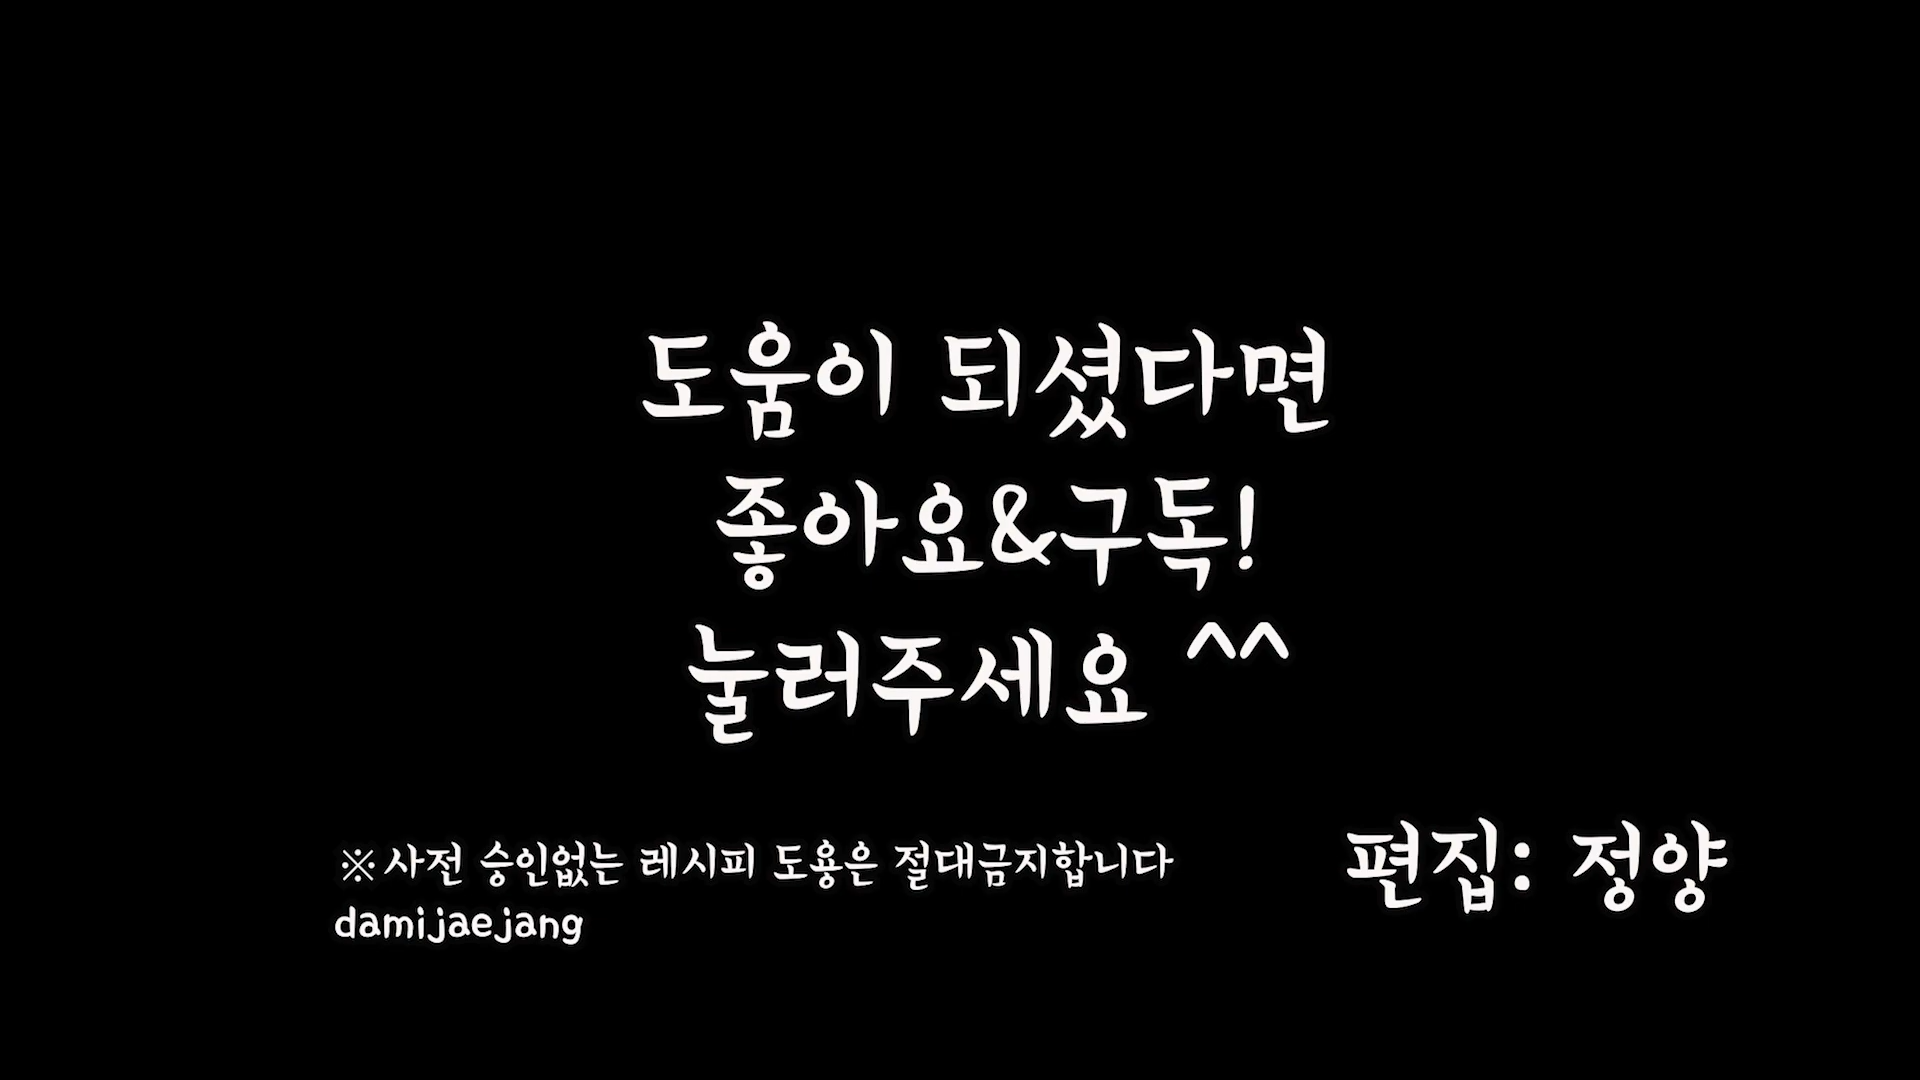 도움이 되셨다면
좋아요&구독!
눌러주세요 ^^
※사전 승인없는 레시피 도용은 절대금지합니다
damijaejang
편집: 정양